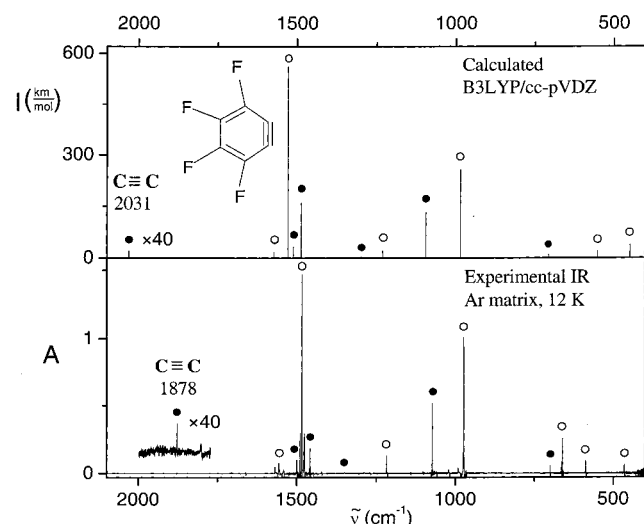 2000 1500 1000 500
600
300
0
I (km/mol)
F
F
F
F
Calculated
B3LYP/cc-pVDZ
C≡C
2031
×40
Experimental IR
Ar matrix, 12 K
1
A
C≡C
1878
×40
0
2000 1500 1000 500
ν̃ (cm⁻¹)